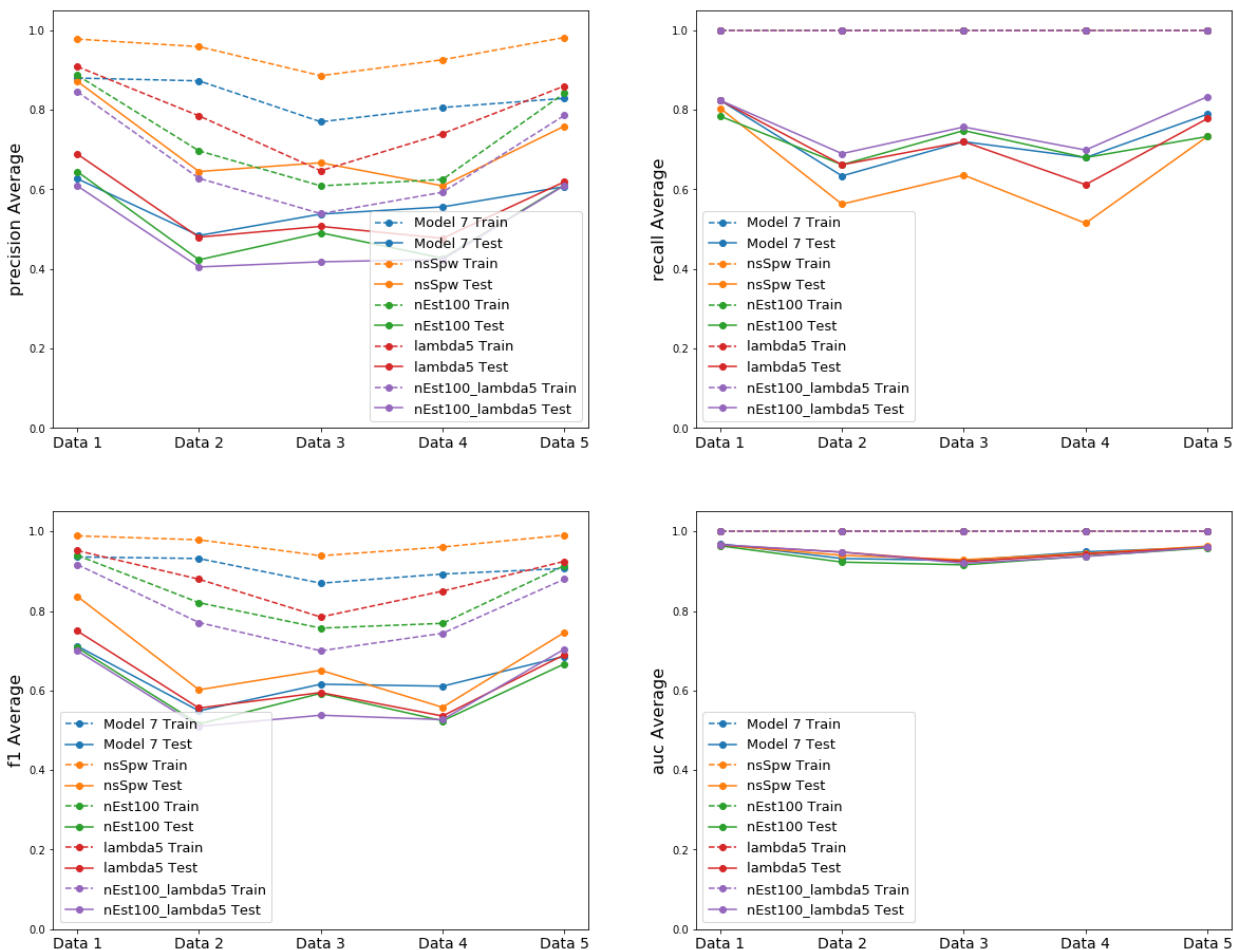 precision Average
1.0
0.8
0.6
0.4
0.2
0.0
Data 1 Data 2 Data 3 Data 4 Data 5
Model 7 Train
Model 7 Test
nsSpw Train
nsSpw Test
nEst100 Train
nEst100 Test
lambda5 Train
lambda5 Test
nEst100_lambda5 Train
nEst100_lambda5 Test
recall Average
1.0
0.8
0.6
0.4
0.2
0.0
Data 1 Data 2 Data 3 Data 4 Data 5
Model 7 Train
Model 7 Test
nsSpw Train
nsSpw Test
nEst100 Train
nEst100 Test
lambda5 Train
lambda5 Test
nEst100_lambda5 Train
nEst100_lambda5 Test
f1 Average
1.0
0.8
0.6
0.4
0.2
0.0
Data 1 Data 2 Data 3 Data 4 Data 5
Model 7 Train
Model 7 Test
nsSpw Train
nsSpw Test
nEst100 Train
nEst100 Test
lambda5 Train
lambda5 Test
nEst100_lambda5 Train
nEst100_lambda5 Test
auc Average
1.0
0.8
0.6
0.4
0.2
0.0
Data 1 Data 2 Data 3 Data 4 Data 5
Model 7 Train
Model 7 Test
nsSpw Train
nsSpw Test
nEst100 Train
nEst100 Test
lambda5 Train
lambda5 Test
nEst100_lambda5 Train
nEst100_lambda5 Test